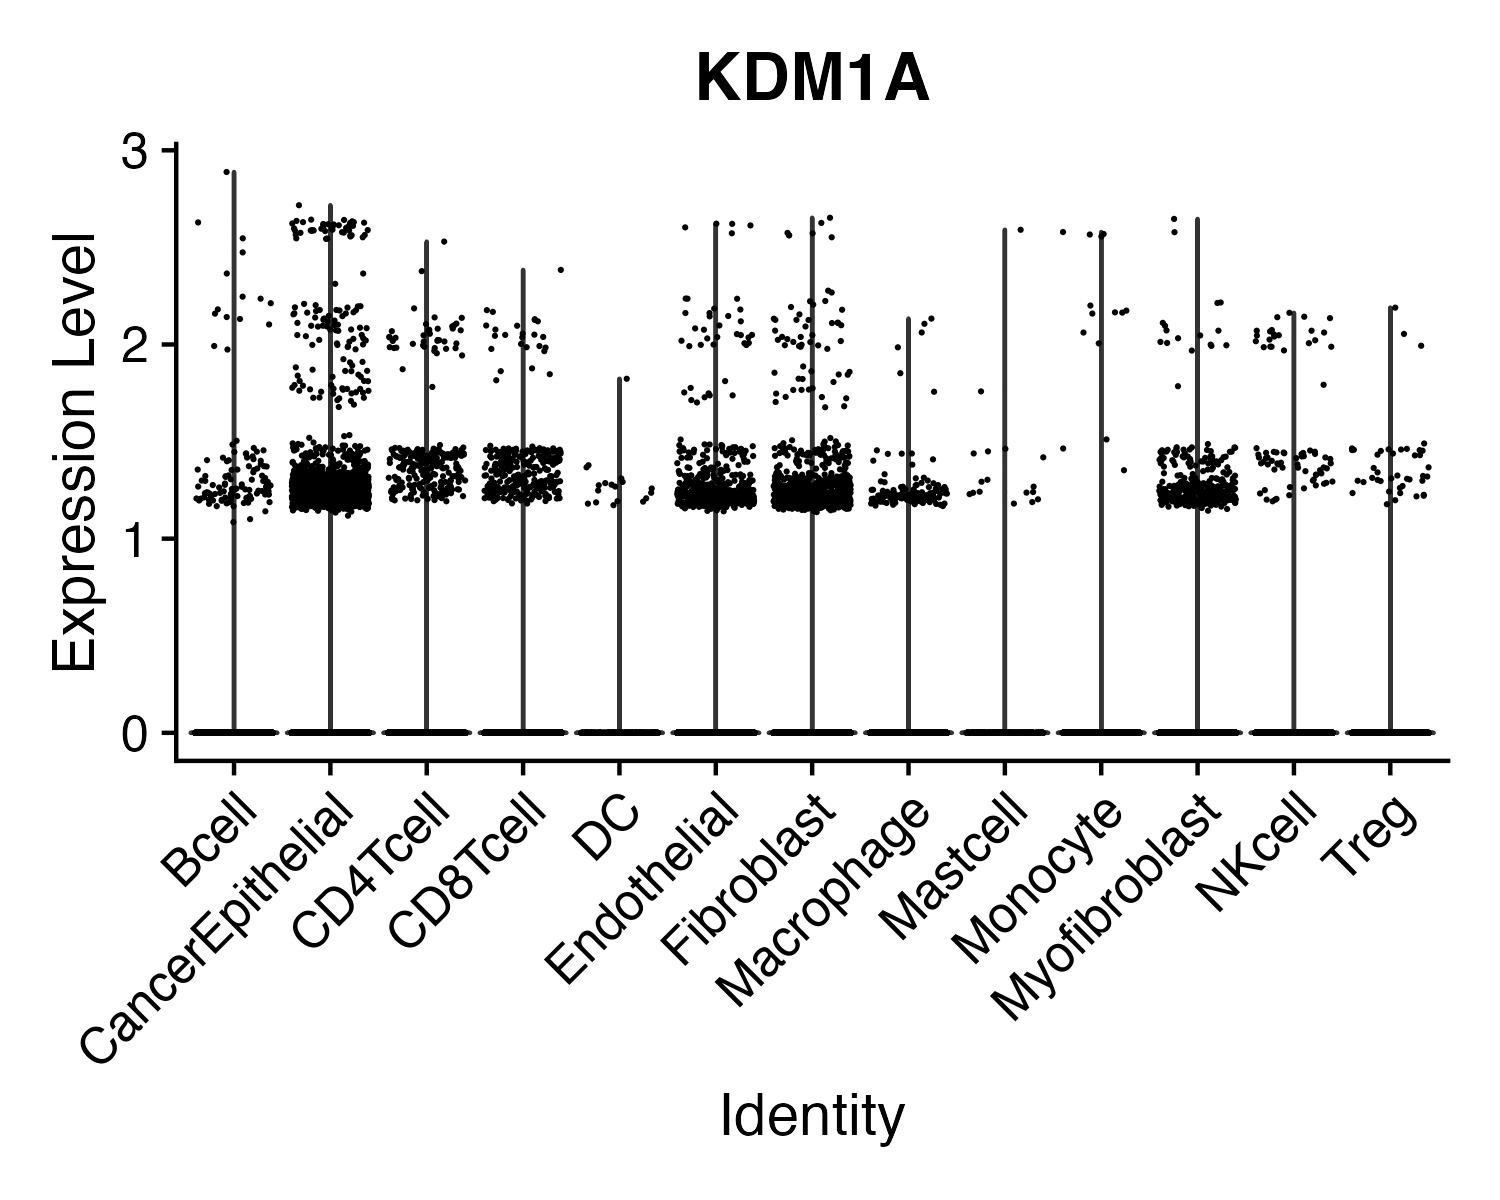 KDM1A
Expression Level
3
2
1
0
Bcell
CancerEpithelial
CD4Tcell
CD8Tcell
DC
Endothelial
Fibroblast
Macrophage
Mastcell
Monocyte
Myofibroblast
NKcell
Treg
Identity